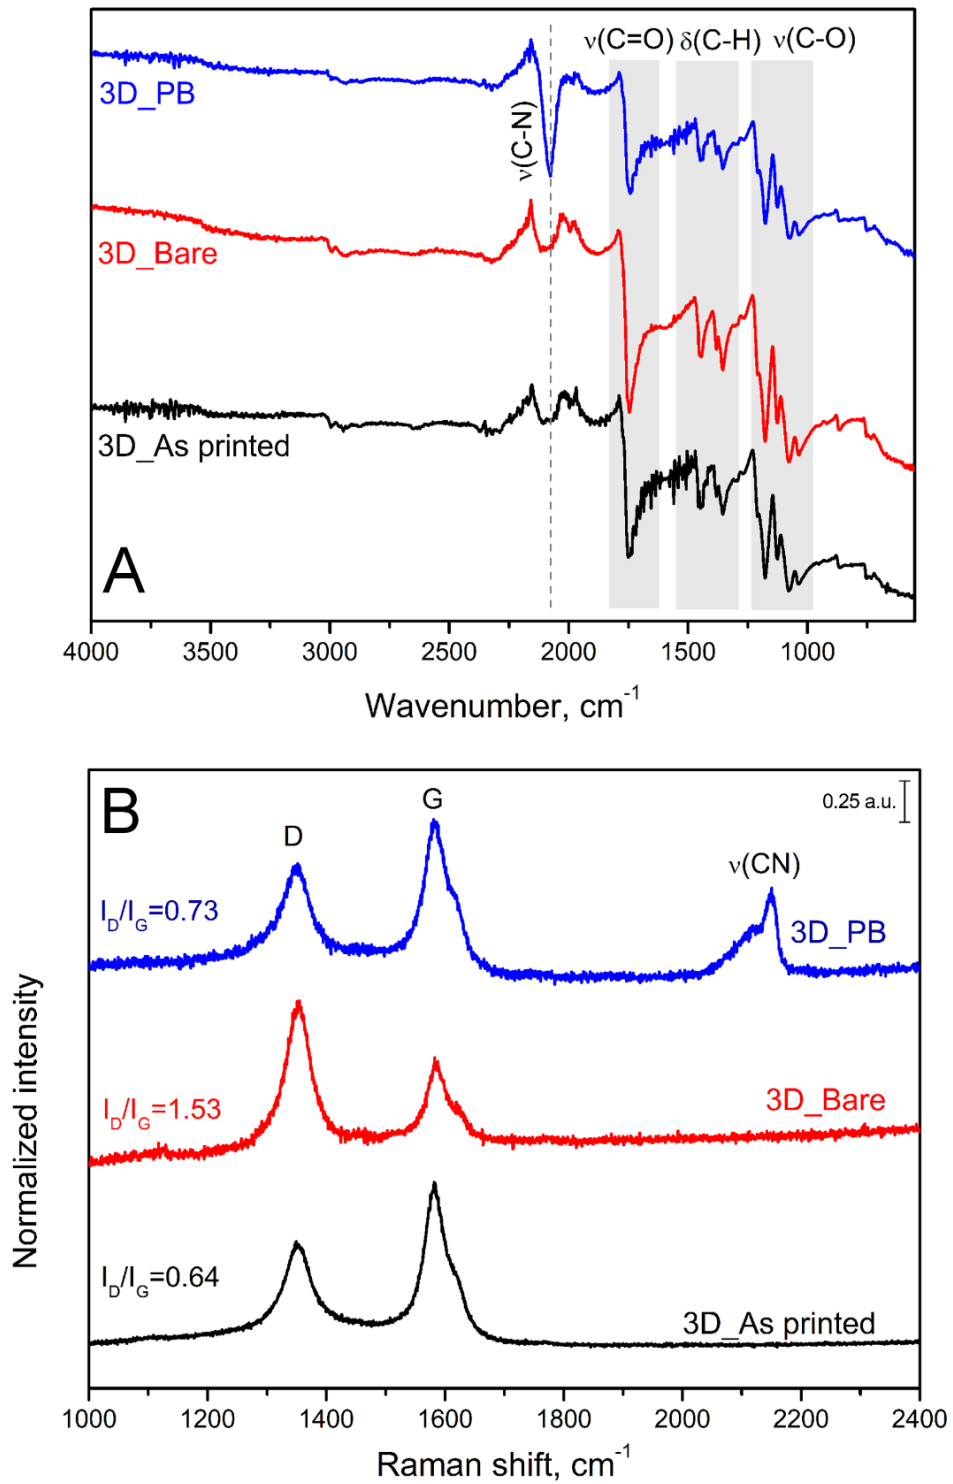 ν(C=O) δ(C-H) ν(C-O)
3D_PB
ν(C-N)
3D_Bare
3D_As printed
A
4000 3500 3000 2500 2000 1500 1000
Wavenumber, cm-1
B
0.25 a.u.
G
D
ν(CN)
ID/IG=0.73
3D_PB
Normalized intensity
ID/IG=1.53
3D_Bare
ID/IG=0.64
3D_As printed
1000 1200 1400 1600 1800 2000 2200 2400
Raman shift, cm-1